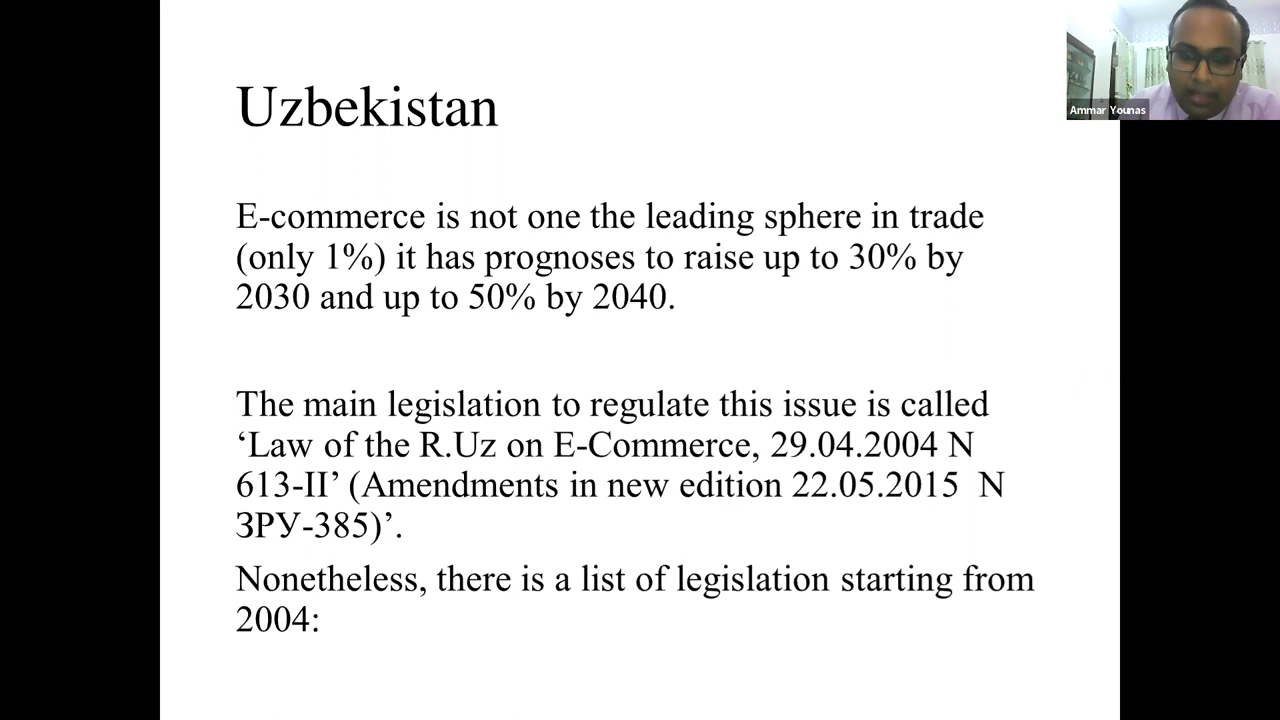 Uzbekistan
E-commerce is not one the leading sphere in trade
(only 1%) it has prognoses to raise up to 30% by
2030 and up to 50% by 2040.
The main legislation to regulate this issue is called
‘Law of the R.Uz on E-Commerce, 29.04.2004 N
613-II’ (Amendments in new edition 22.05.2015 N
ЗРУ-385)’.
Nonetheless, there is a list of legislation starting from
2004:
Ammar Younas